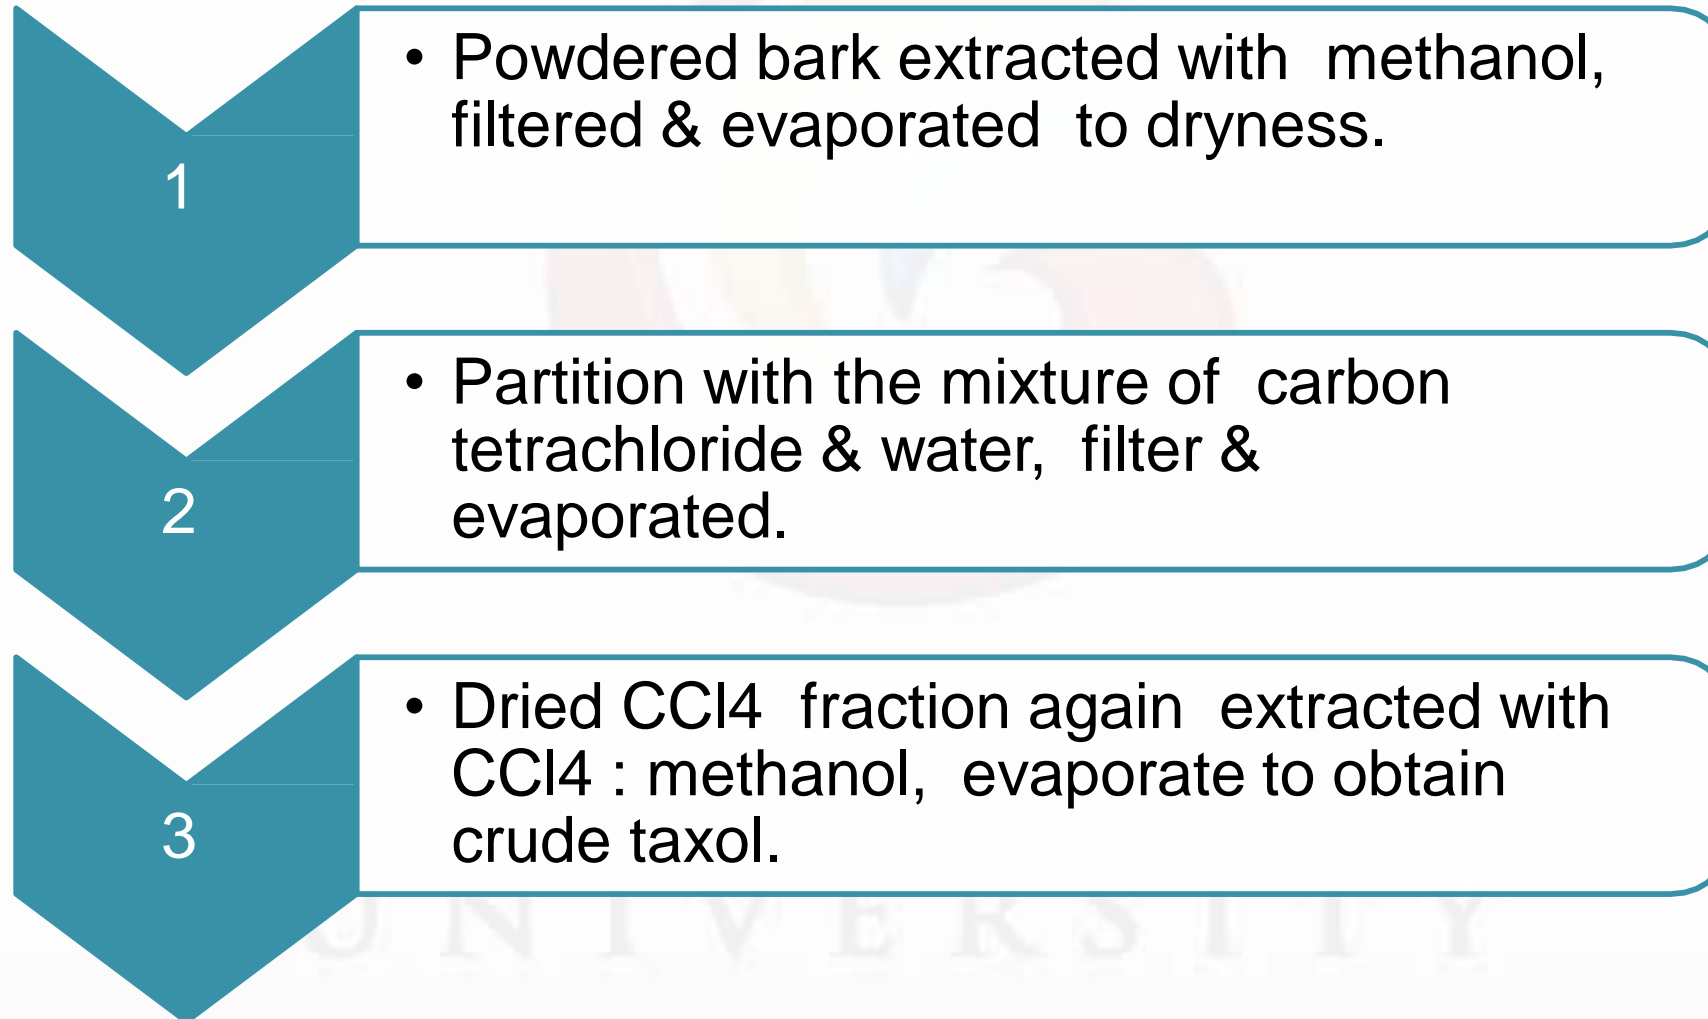 1
• Powdered bark extracted with methanol,
filtered & evaporated to dryness.
2
• Partition with the mixture of carbon
tetrachloride & water, filter &
evaporated.
3
• Dried CCl4 fraction again extracted with
CCl4 : methanol, evaporate to obtain
crude taxol.
UNIVERSITY